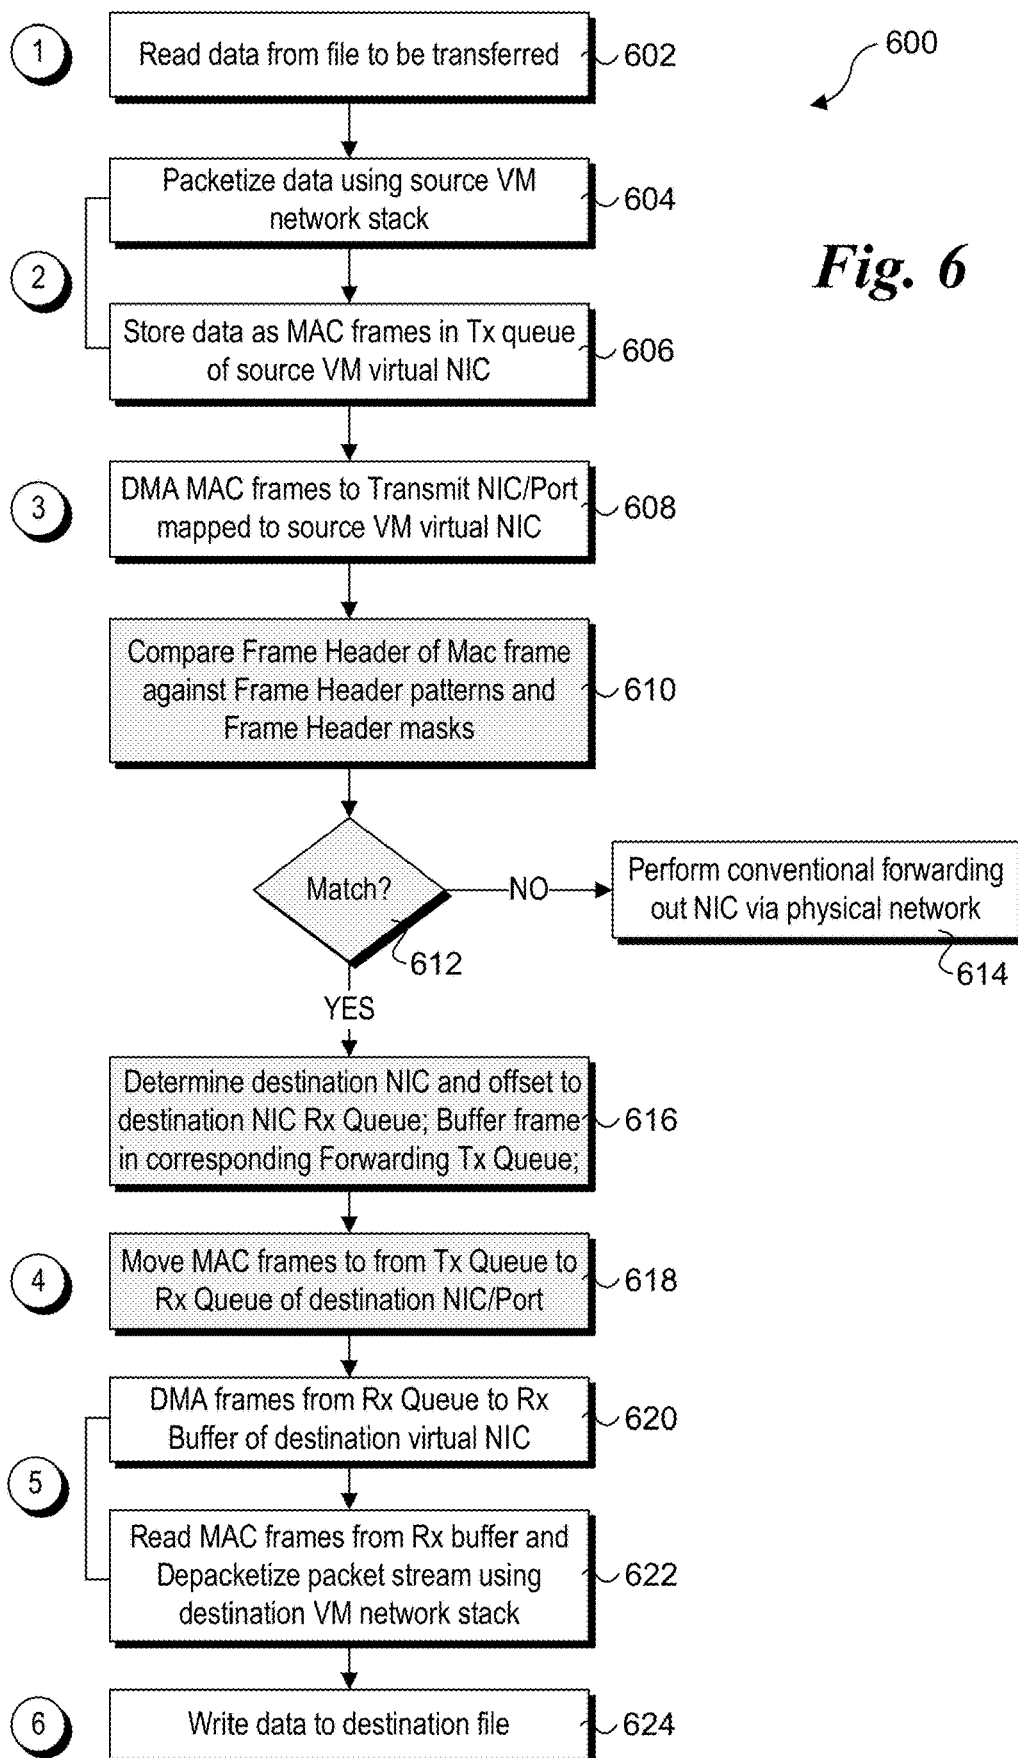 1
Read data from file to be transferred
602
600
Packetize data using source VM
network stack
604
2
Fig. 6
Store data as MAC frames in Tx queue
of source VM virtual NIC
606
3
DMA MAC frames to Transmit NIC/Port
mapped to source VM virtual NIC
608
Compare Frame Header of Mac frame
against Frame Header patterns and
Frame Header masks
610
Match?
612
NO
Perform conventional forwarding
out NIC via physical network
614
YES
Determine destination NIC and offset to
destination NIC Rx Queue; Buffer frame
in corresponding Forwarding Tx Queue;
616
4
Move MAC frames to from Tx Queue to
Rx Queue of destination NIC/Port
618
DMA frames from Rx Queue to Rx
Buffer of destination virtual NIC
620
5
Read MAC frames from Rx buffer and
Depacketize packet stream using
destination VM network stack
622
6
Write data to destination file
624